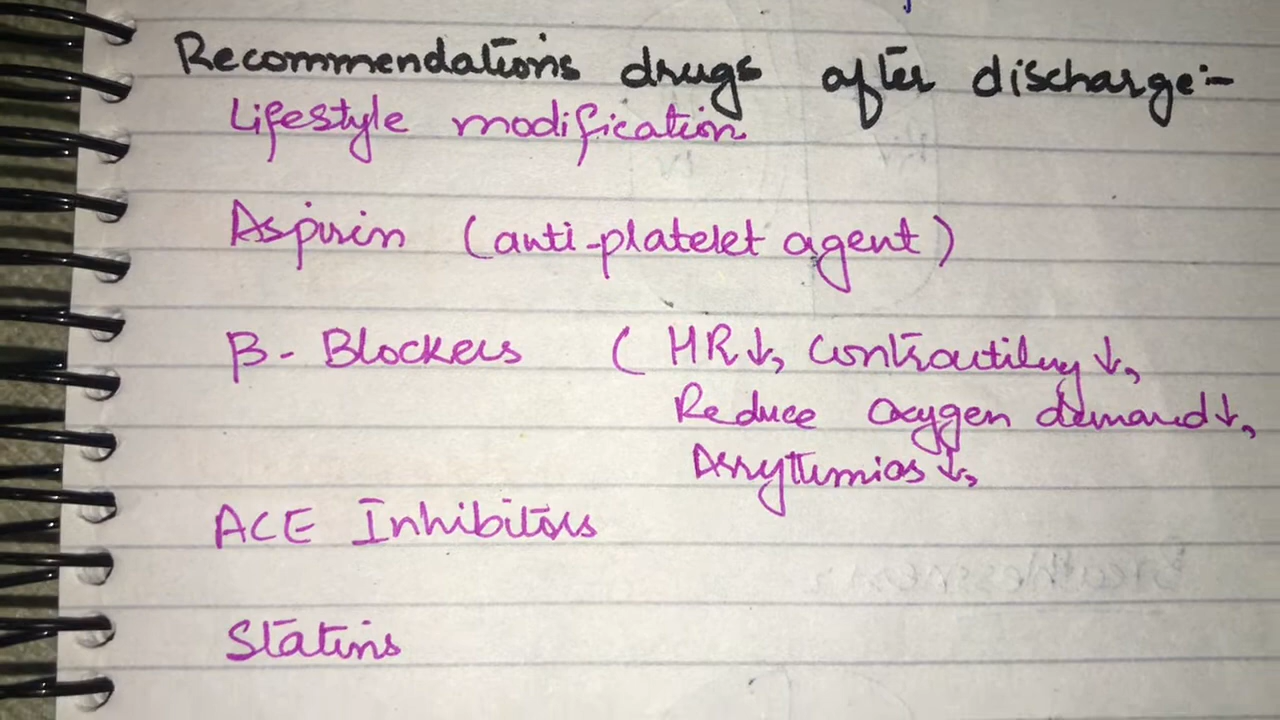 Recommendations drugs after discharge:-
Lifestyle modification
Aspirin (anti-platelet agent)
β- Blockers ( HR↓, Contractility ↓,
Reduce oxygen demand↓,
Arrythmias ↓,
ACE Inhibitors
Statins